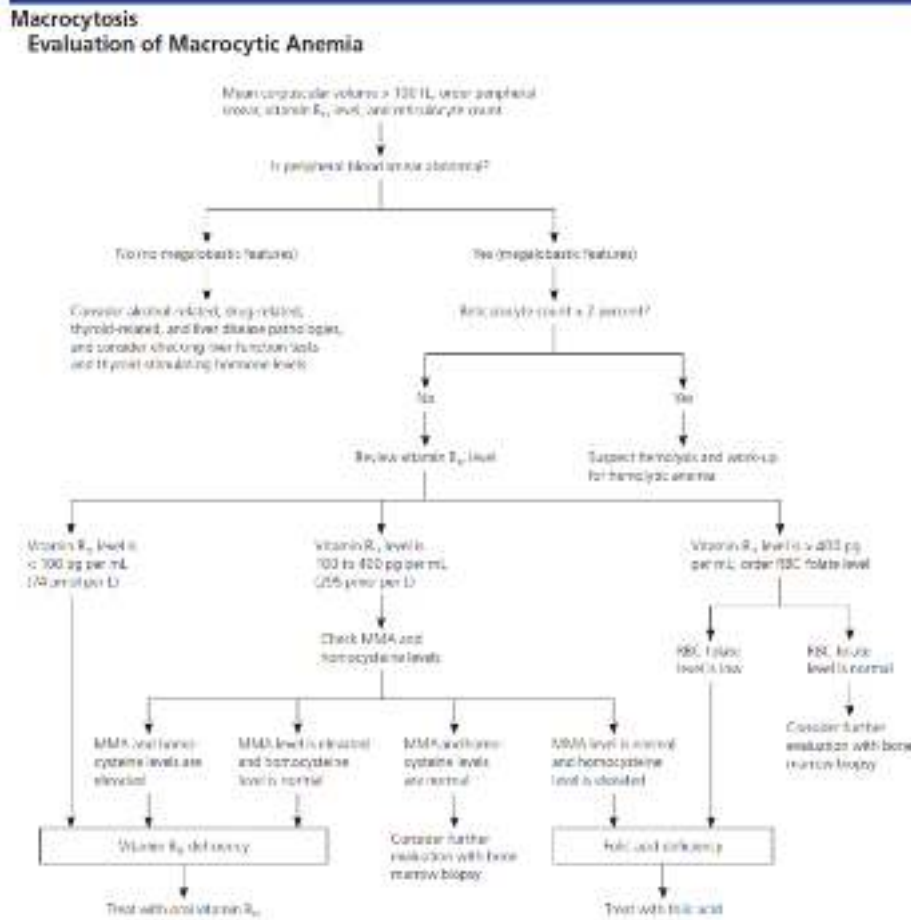 Macrocytosis
Evaluation of Macrocytic Anemia
Mean corpuscular volume > 100 fL, order peripheral
smear, vitamin B₁₂ level, and reticulocyte count
Is peripheral blood smear abnormal?
No (no megaloblastic features)
Yes (megaloblastic features)
Consider alcohol-related, drug-related,
thyroid-related, and liver disease pathologies,
and consider checking liver function tests
and thyroid-stimulating hormone levels
Reticulocyte count > 2 percent?
No
Yes
Review vitamin B₁₂ level
Suspect hemolysis and work-up
for hemolytic anemia
Vitamin B₁₂ level is
< 100 pg per mL
(74 pmol per L)
Vitamin B₁₂ level is
100 to 400 pg per mL
(295 pmol per L)
Vitamin B₁₂ level is > 400 pg
per mL; order RBC folate level
Check MMA and
homocysteine levels
RBC folate
level is low
RBC folate
level is normal
MMA and homo-
cysteine levels are
elevated
MMA level is elevated
and homocysteine
level is normal
MMA and homo-
cysteine levels
are normal
MMA level is normal
and homocysteine
level is elevated
Consider further
evaluation with bone
marrow biopsy
Vitamin B₁₂ deficiency
Consider further
evaluation with bone
marrow biopsy
Folic acid deficiency
Treat with oral vitamin B₁₂
Treat with folic acid